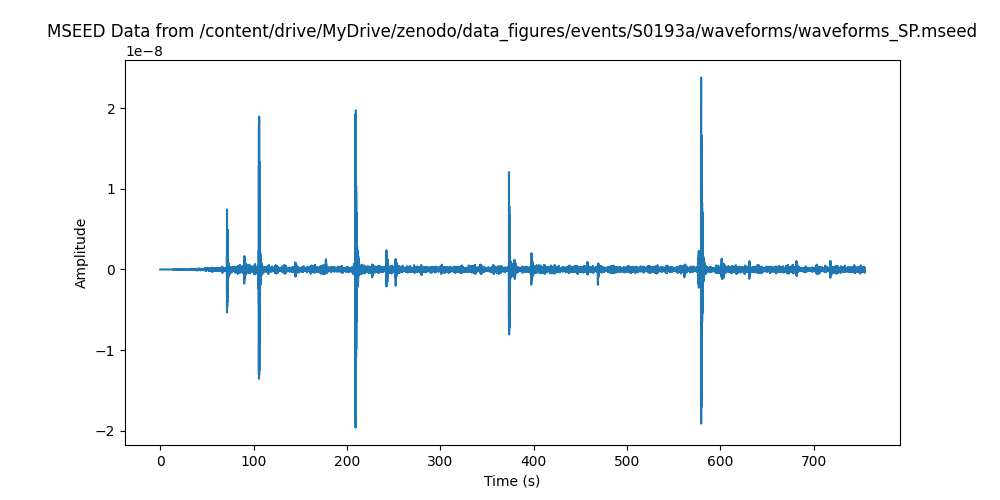 MSEED Data from /content/drive/MyDrive/zenodo/data_figures/events/S0193a/waveforms/waveforms_SP.mseed
1e−8
2
1
0
−1
−2
Amplitude
0 100 200 300 400 500 600 700
Time (s)